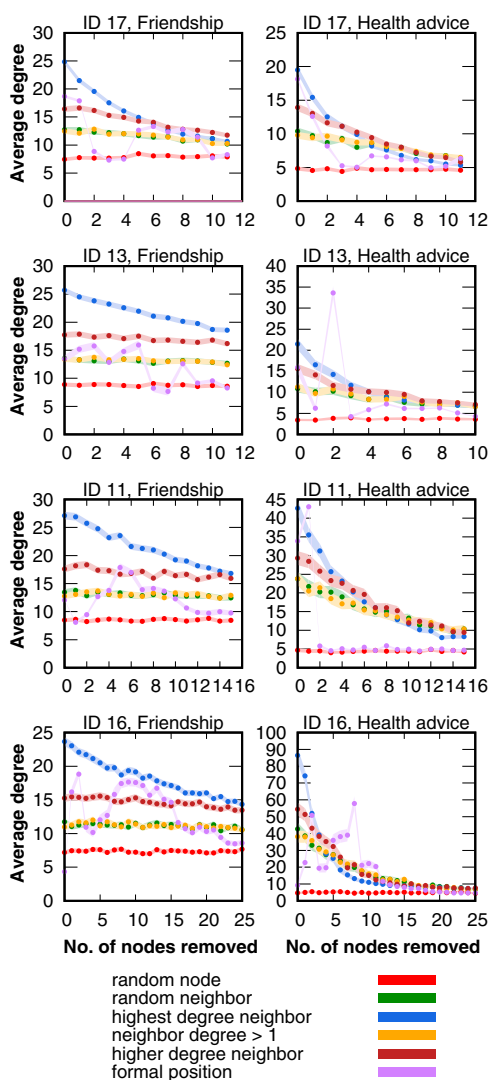 ID 17, Friendship
ID 17, Health advice
Average degree
30
25
20
15
10
5
0
0 2 4 6 8 10 12
25
20
15
10
5
0
0 2 4 6 8 10 12
ID 13, Friendship
ID 13, Health advice
Average degree
30
25
20
15
10
5
0
0 2 4 6 8 10 12
40
35
30
25
20
15
10
5
0
0 2 4 6 8 10
ID 11, Friendship
ID 11, Health advice
Average degree
30
25
20
15
10
5
0
0 2 4 6 8 10 12 14 16
45
40
35
30
25
20
15
10
5
0
0 2 4 6 8 10 12 14 16
ID 16, Friendship
ID 16, Health advice
Average degree
25
20
15
10
5
0
0 5 10 15 20 25
100
90
80
70
60
50
40
30
20
10
0
0 5 10 15 20 25
No. of nodes removed
No. of nodes removed
random node
random neighbor
highest degree neighbor
neighbor degree > 1
higher degree neighbor
formal position